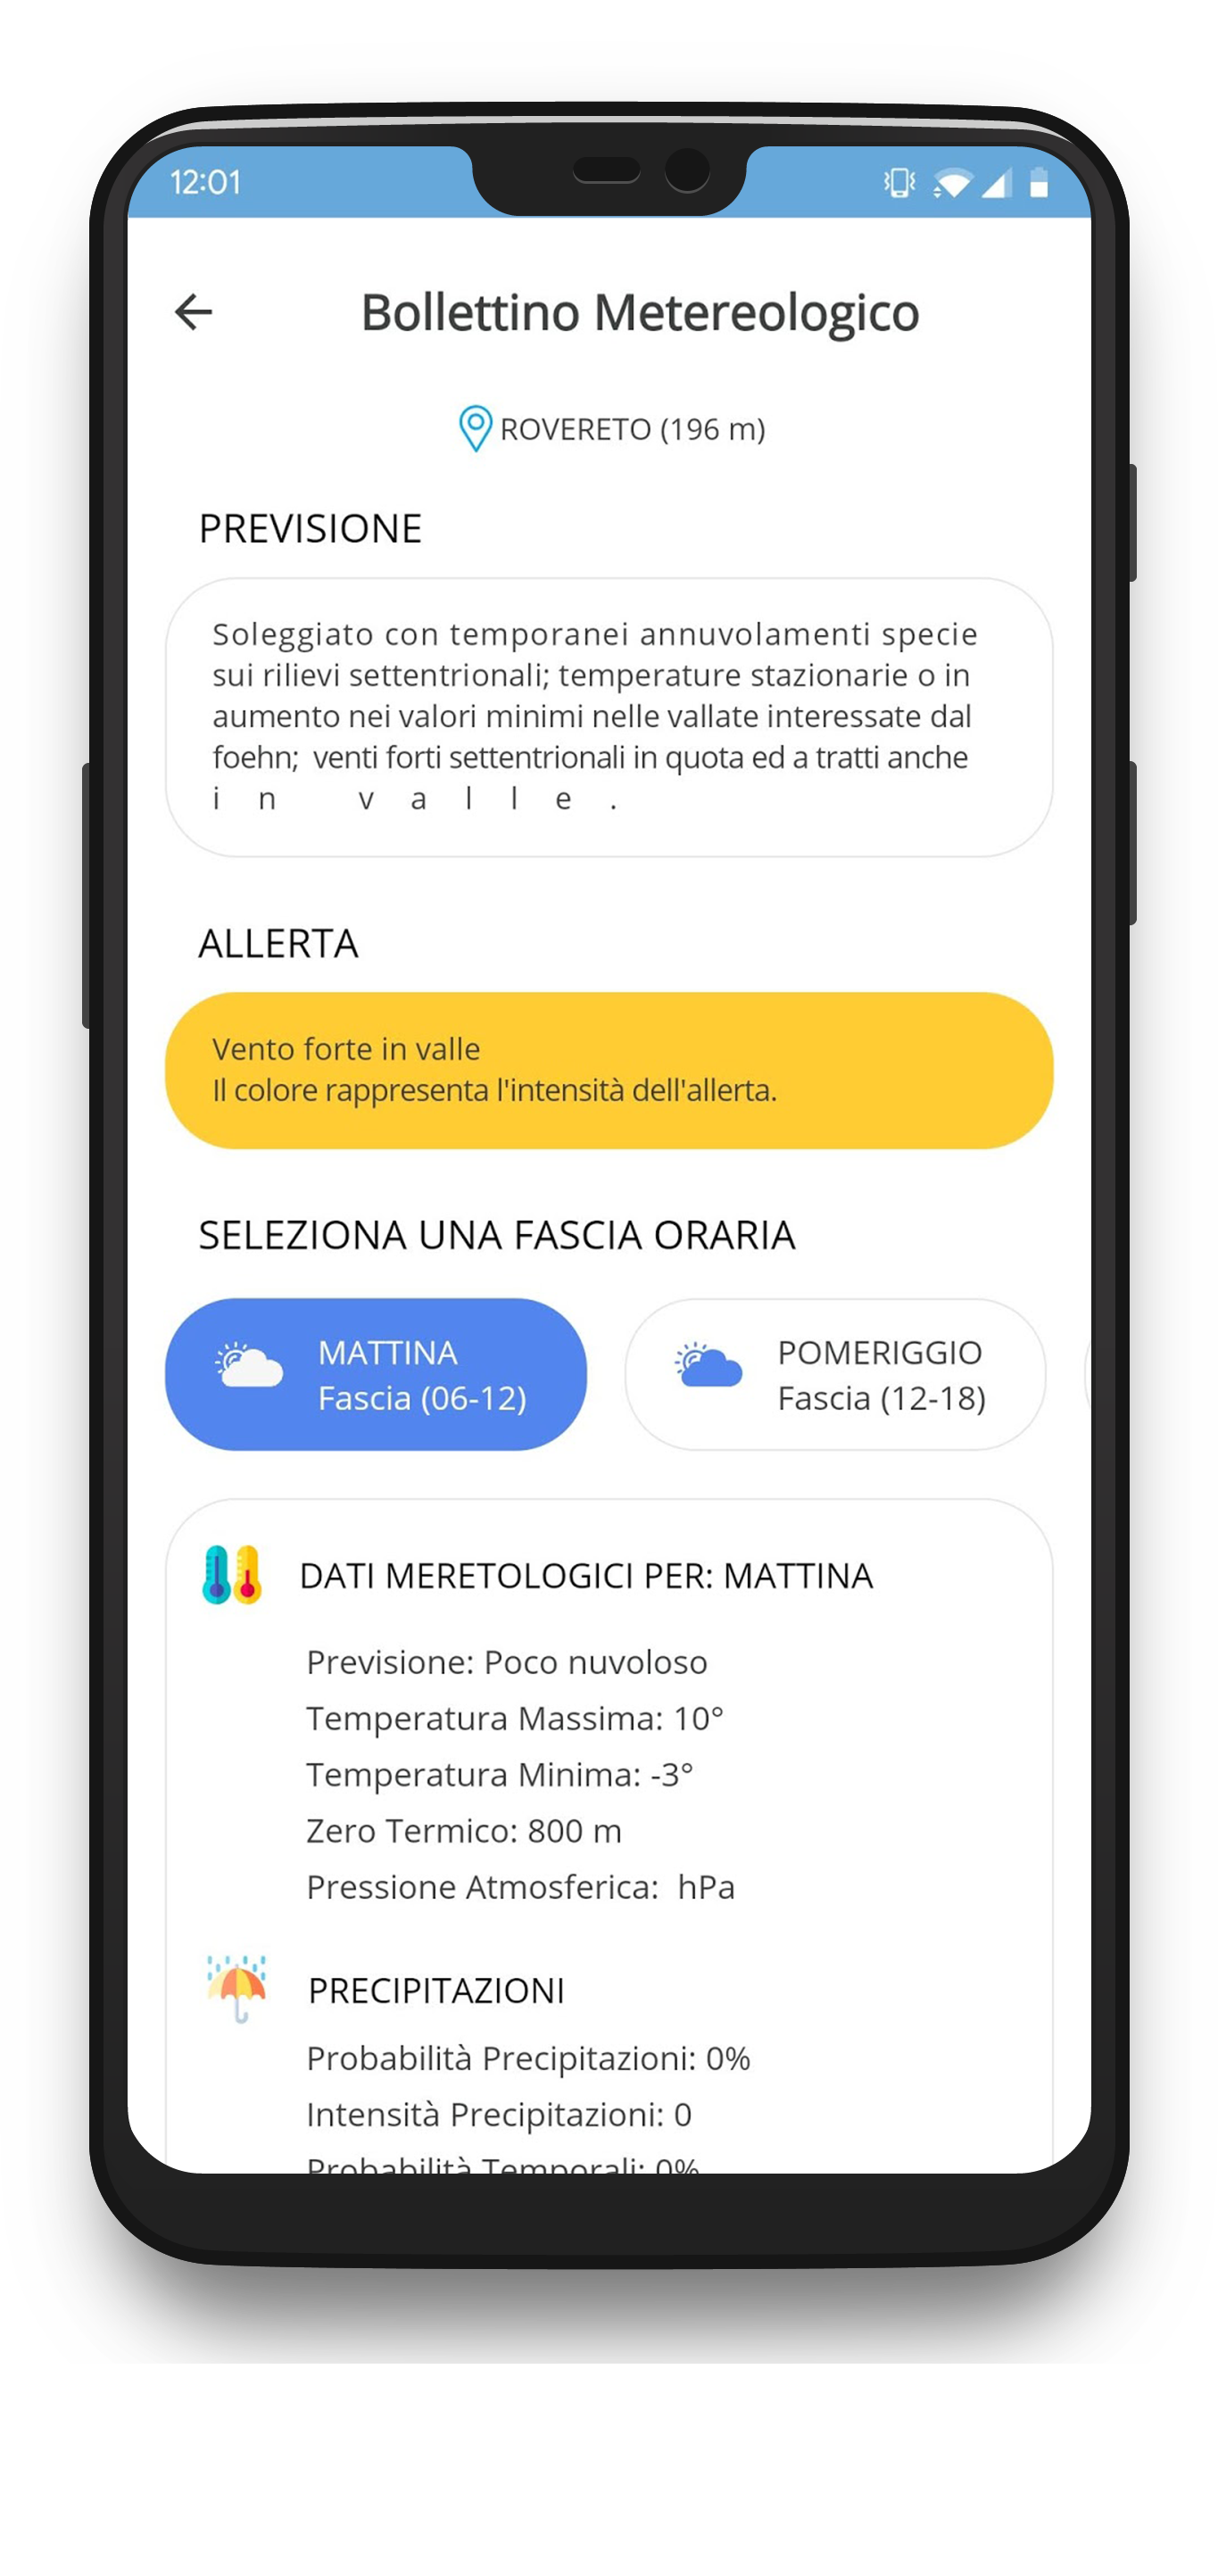 12:01
Bollettino Metereologico
ROVERETO (196 m)
PREVISIONE
Soleggiato con temporanei annuvolamenti specie
sui rilievi settentrionali; temperature stazionarie o in
aumento nei valori minimi nelle vallate interessate dal
foehn;  venti forti settentrionali in quota ed a tratti anche
in valle.
ALLERTA
Vento forte in valle
Il colore rappresenta l'intensità dell'allerta.
SELEZIONA UNA FASCIA ORARIA
MATTINA
Fascia (06-12)
POMERIGGIO
Fascia (12-18)
DATI MERETOLOGICI PER: MATTINA
Previsione: Poco nuvoloso
Temperatura Massima: 10°
Temperatura Minima: -3°
Zero Termico: 800 m
Pressione Atmosferica:  hPa
PRECIPITAZIONI
Probabilità Precipitazioni: 0%
Intensità Precipitazioni: 0
Probabilità Temporali: 0%